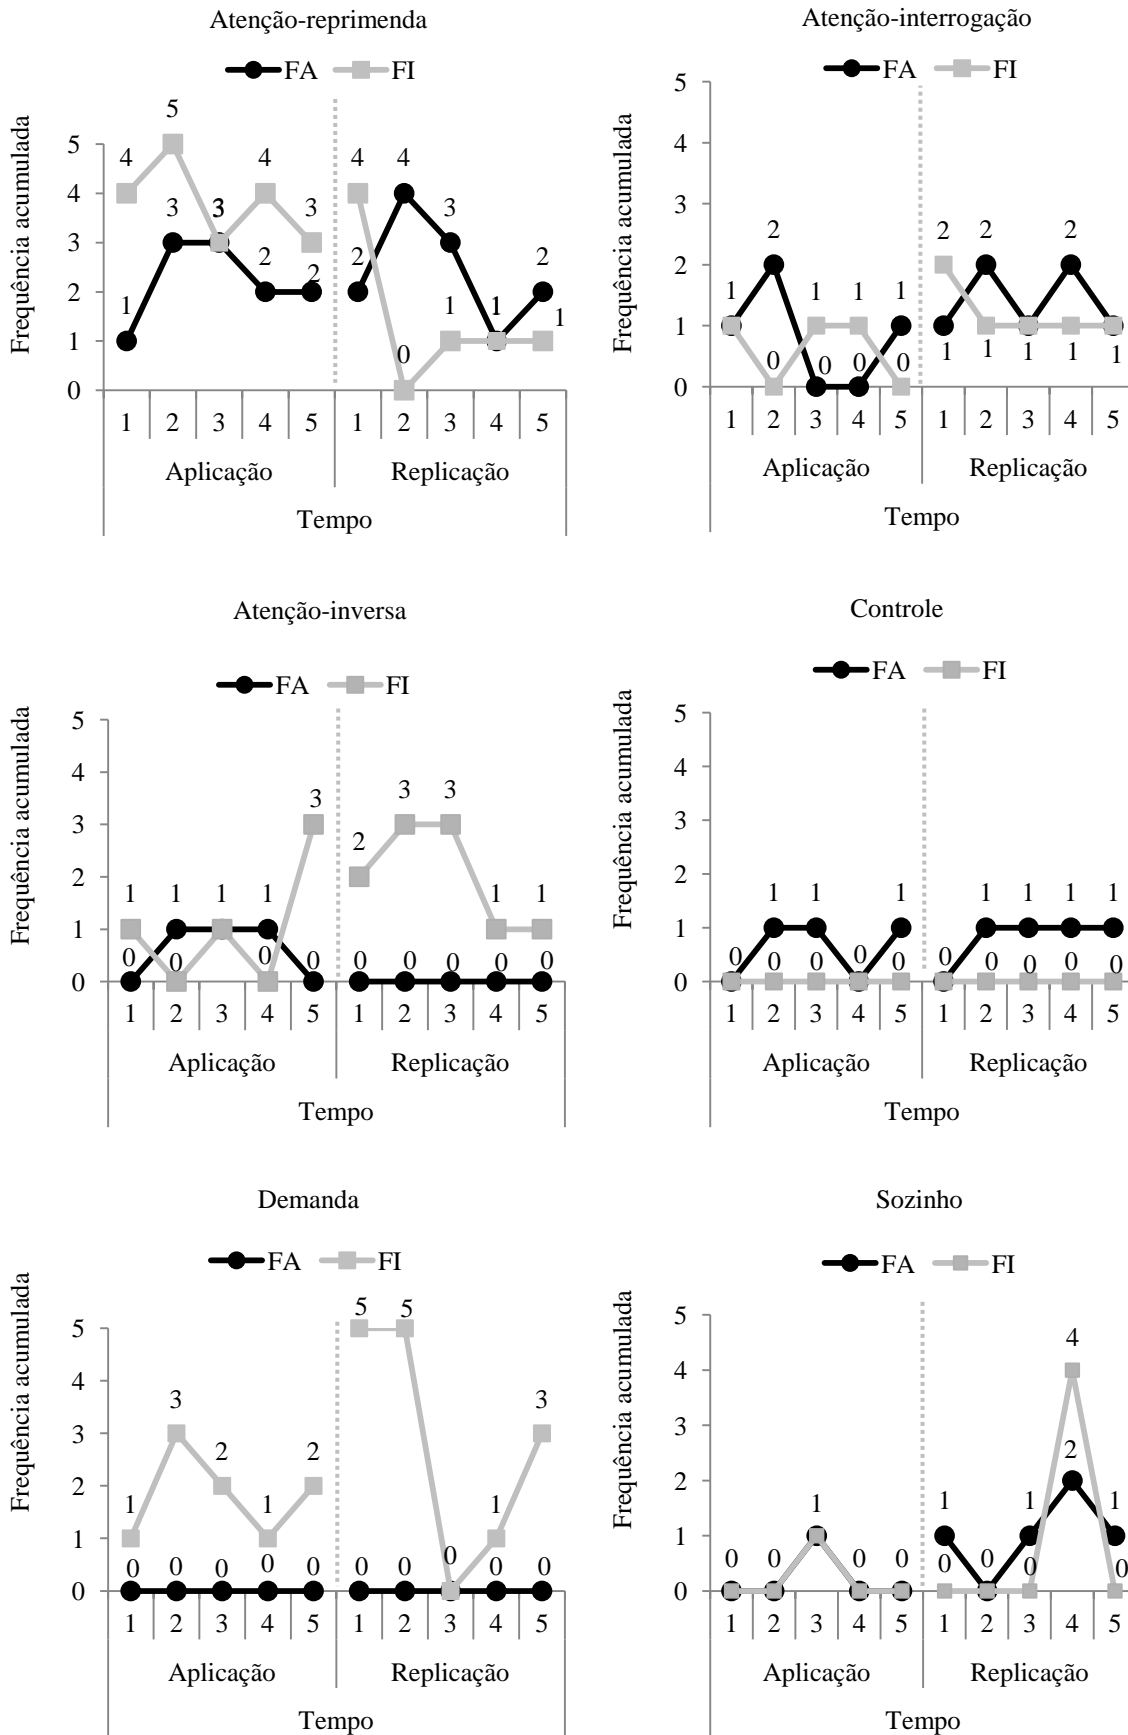 Atenção-reprimenda
FA FI
Frequência acumulada
5
4
3
2
1
0
4 5 3 4 3 4 0 1 1 1
1 3 3 2 2 2 4 3 1 2
1 2 3 4 5 1 2 3 4 5
Aplicação Replicação
Tempo
Atenção-interrogação
FA FI
Frequência acumulada
5
4
3
2
1
0
1 2 0 0 1 1 2 1 2 1
0 1 1 0 2 1 1 1 1
1 2 3 4 5 1 2 3 4 5
Aplicação Replicação
Tempo
Atenção-inversa
FA FI
Frequência acumulada
5
4
3
2
1
0
1 1 1 1 3 2 3 3 1 1
0 0 0 0 0 0 0 0 0
1 2 3 4 5 1 2 3 4 5
Aplicação Replicação
Tempo
Controle
FA FI
Frequência acumulada
5
4
3
2
1
0
1 1 1 1 1 1 1
0 0 0 0 0 0 0 0 0 0
1 2 3 4 5 1 2 3 4 5
Aplicação Replicação
Tempo
Demanda
FA FI
Frequência acumulada
5
4
3
2
1
0
1 3 2 1 2 5 5 0 1 3
0 0 0 0 0 0 0 0 0
1 2 3 4 5 1 2 3 4 5
Aplicação Replicação
Tempo
Sozinho
FA FI
Frequência acumulada
5
4
3
2
1
0
0 0 1 0 0 1 0 1 2 1
0 0 4 0
1 2 3 4 5 1 2 3 4 5
Aplicação Replicação
Tempo